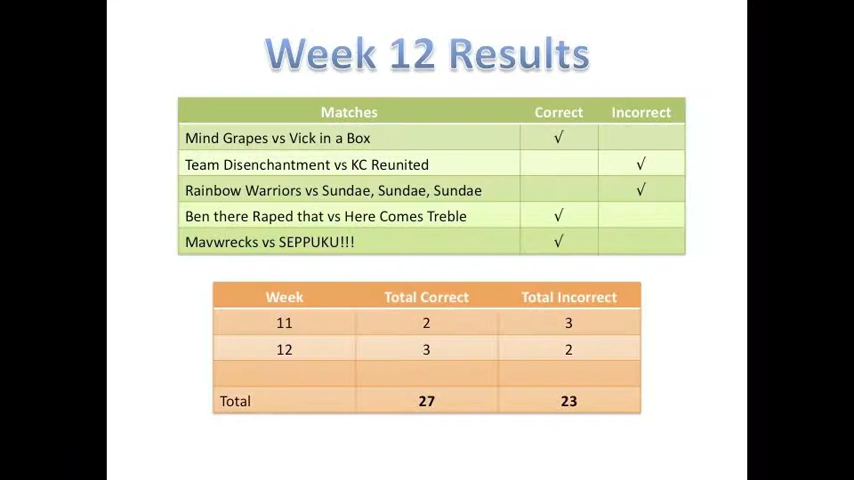 Week 12 Results
Matches Correct Incorrect
Mind Grapes vs Vick in a Box √
Team Disenchantment vs KC Reunited √
Rainbow Warriors vs Sundae, Sundae, Sundae √
Ben there Raped that vs Here Comes Treble √
Mavwrecks vs SEPPUKU!!! √
Week Total Correct Total Incorrect
11 2 3
12 3 2
Total 27 23